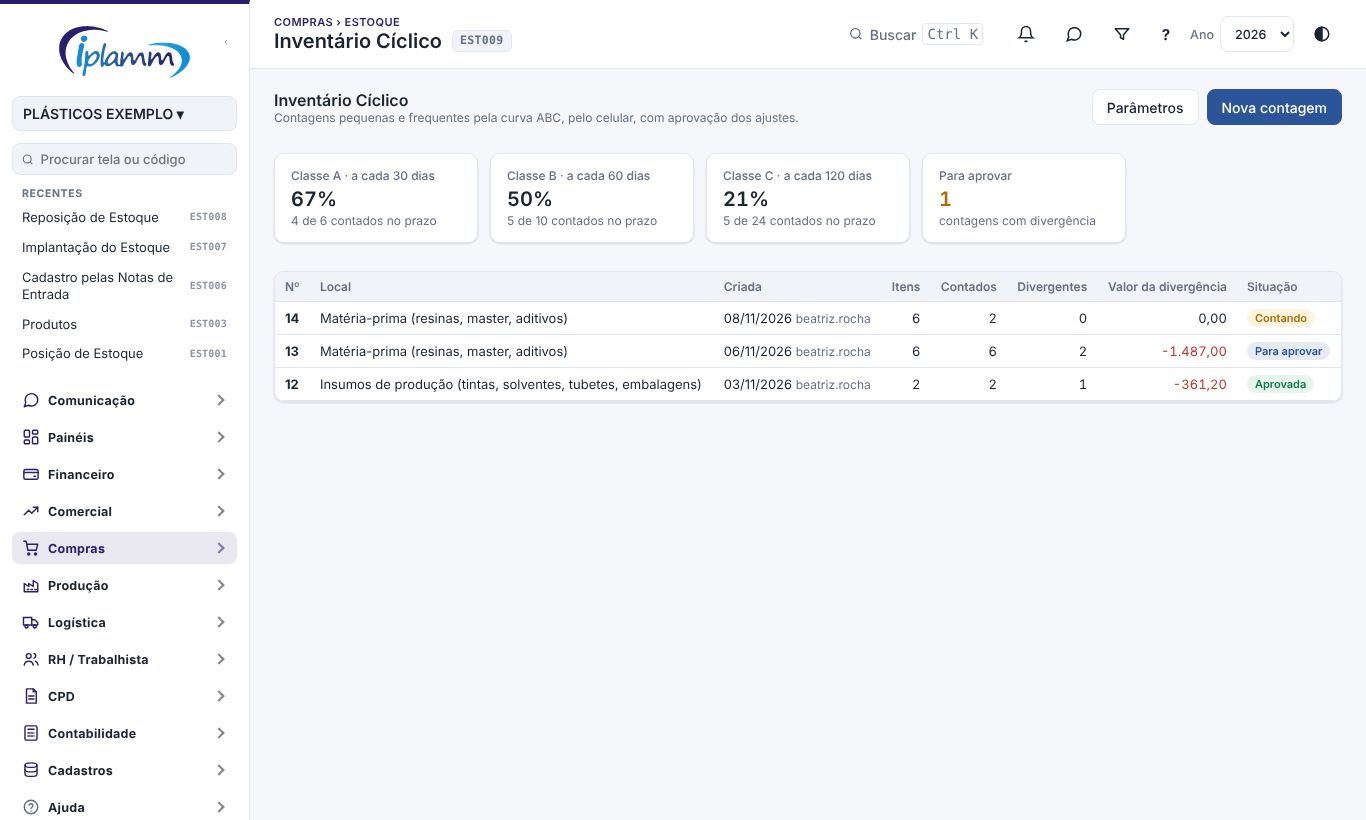 iplamm
PLÁSTICOS EXEMPLO ▾
Procurar tela ou código
RECENTES
Reposição de Estoque EST008
Implantação do Estoque EST007
Cadastro pelas Notas de Entrada EST006
Produtos EST003
Posição de Estoque EST001
Comunicação
Painéis
Financeiro
Comercial
Compras
Produção
Logística
RH / Trabalhista
CPD
Contabilidade
Cadastros
Ajuda
COMPRAS › ESTOQUE
Inventário Cíclico EST009
Buscar Ctrl K
? Ano 2026
Inventário Cíclico
Contagens pequenas e frequentes pela curva ABC, pelo celular, com aprovação dos ajustes.
Parâmetros
Nova contagem
Classe A · a cada 30 dias
67%
4 de 6 contados no prazo
Classe B · a cada 60 dias
50%
5 de 10 contados no prazo
Classe C · a cada 120 dias
21%
5 de 24 contados no prazo
Para aprovar
1
contagens com divergência
Nº Local Criada Itens Contados Divergentes Valor da divergência Situação
14 Matéria-prima (resinas, master, aditivos) 08/11/2026 beatriz.rocha 6 2 0 0,00 Contando
13 Matéria-prima (resinas, master, aditivos) 06/11/2026 beatriz.rocha 6 6 2 -1.487,00 Para aprovar
12 Insumos de produção (tintas, solventes, tubetes, embalagens) 03/11/2026 beatriz.rocha 2 2 1 -361,20 Aprovada